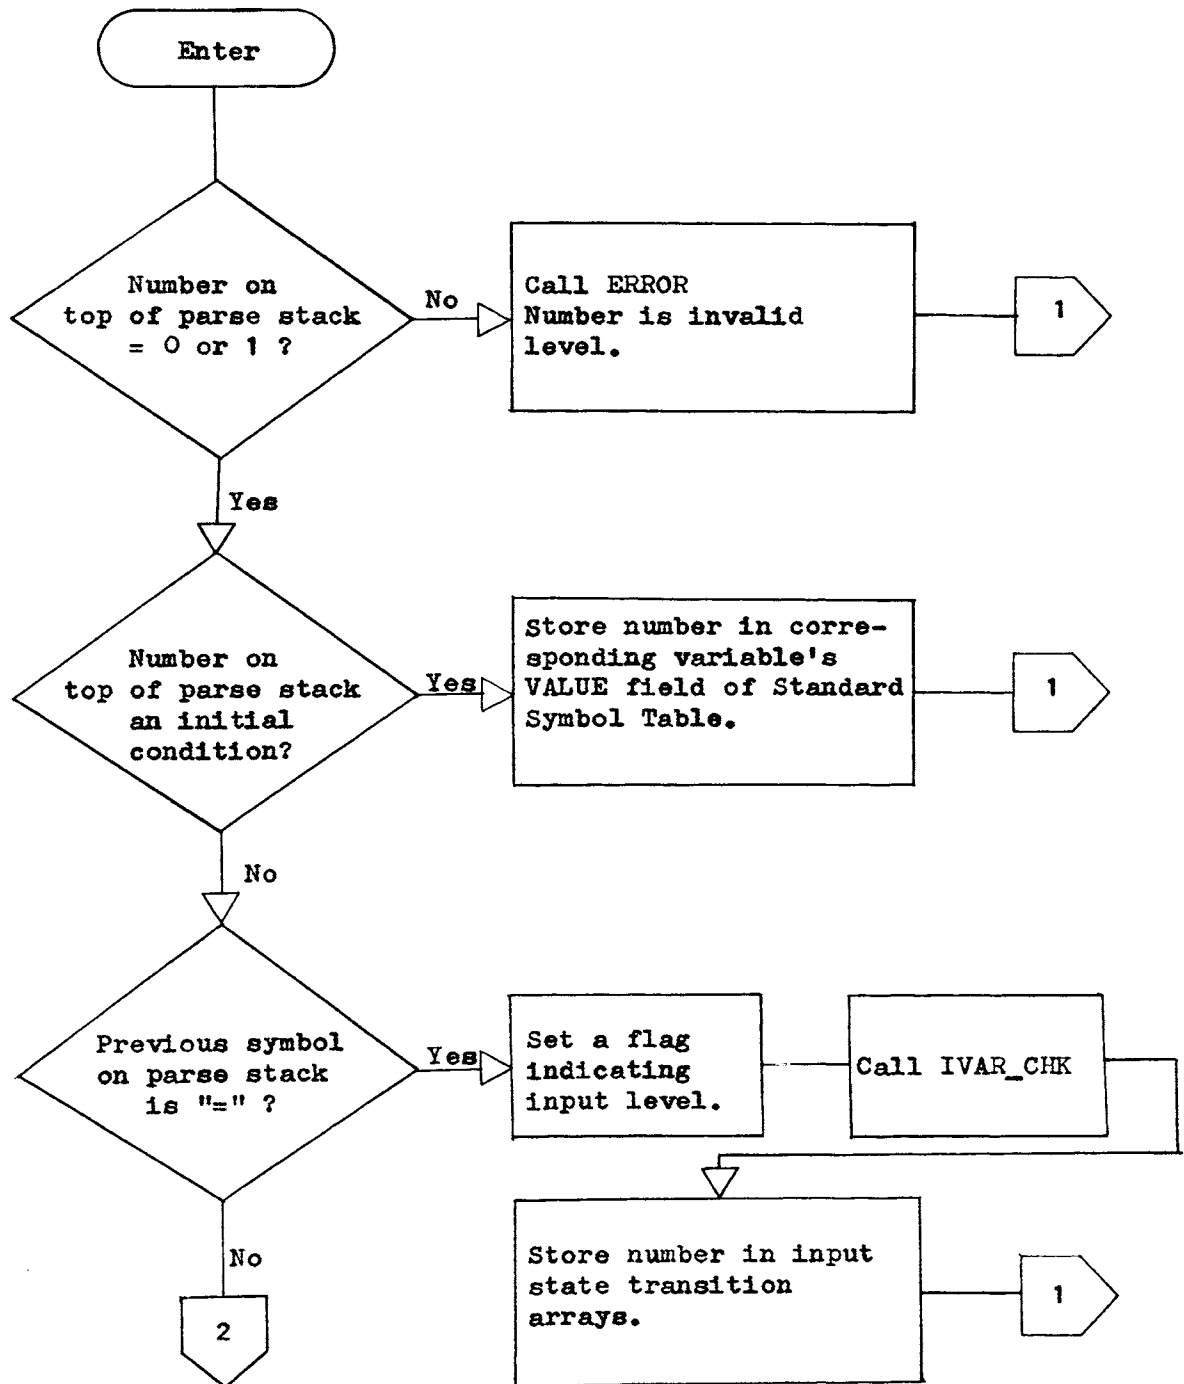 Enter
Number on
top of parse stack
= 0 or 1 ?
No
Call ERROR
Number is invalid
level.
1
Yes
Number on
top of parse stack
an initial
condition?
Yes
Store number in corre-
sponding variable's
VALUE field of Standard
Symbol Table.
1
No
Previous symbol
on parse stack
is "=" ?
Yes
Set a flag
indicating
input level.
Call IVAR_CHK
No
2
Store number in input
state transition
arrays.
1